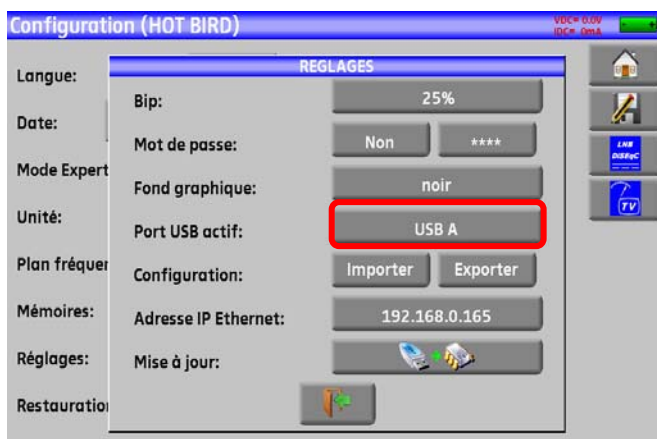 Configuration (HOT BIRD)
VDC= 0.0V
IDC= 0mA
- +
REGLAGES
Langue:
Bip: 25%
Date:
Mot de passe: Non ****
Mode Expert
Fond graphique: noir
Unité:
Port USB actif: USB A
Plan fréquen
Configuration: Importer Exporter
Mémoires:
Adresse IP Ethernet: 192.168.0.165
Réglages:
Mise à jour:
Restauration
LNB
DiSEqC
TV